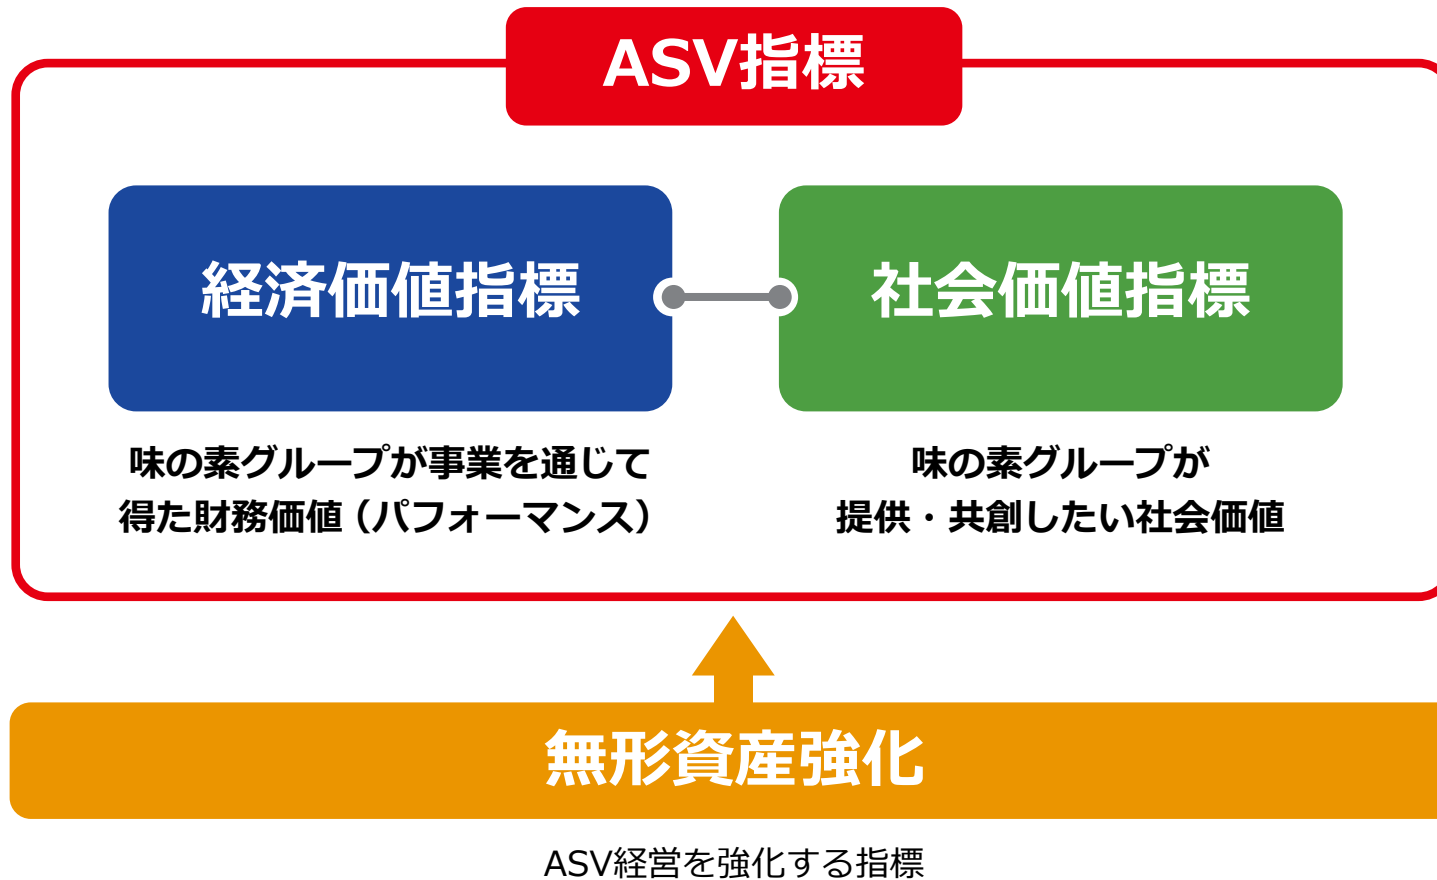 ASV指標
経済価値指標
社会価値指標
味の素グループが事業を通じて
得た財務価値（パフォーマンス）
味の素グループが
提供・共創したい社会価値
無形資産強化
ASV経営を強化する指標